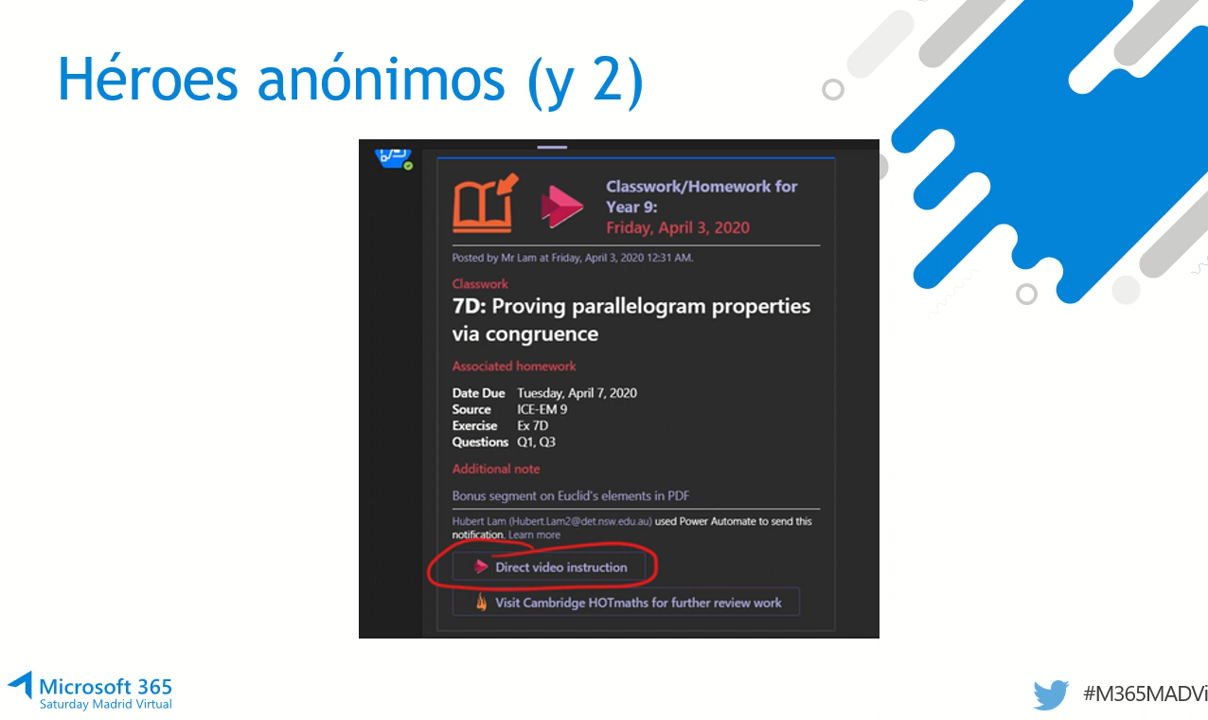 Héroes anónimos (y 2)
Classwork/Homework for
Year 9:
Friday, April 3, 2020
Posted by Mr Lam at Friday, April 3, 2020 12:31 AM.
Classwork
7D: Proving parallelogram properties
via congruence
Associated homework
Date Due Tuesday, April 7, 2020
Source ICE-EM 9
Exercise Ex 7D
Questions Q1, Q3
Additional note
Bonus segment on Euclid's elements in PDF
Hubert Lam (Hubert.Lam2@det.nsw.edu.au) used Power Automate to send this
notification. Learn more
Direct video instruction
Visit Cambridge HOTmaths for further review work
Microsoft 365
Saturday Madrid Virtual
#M365MADVi